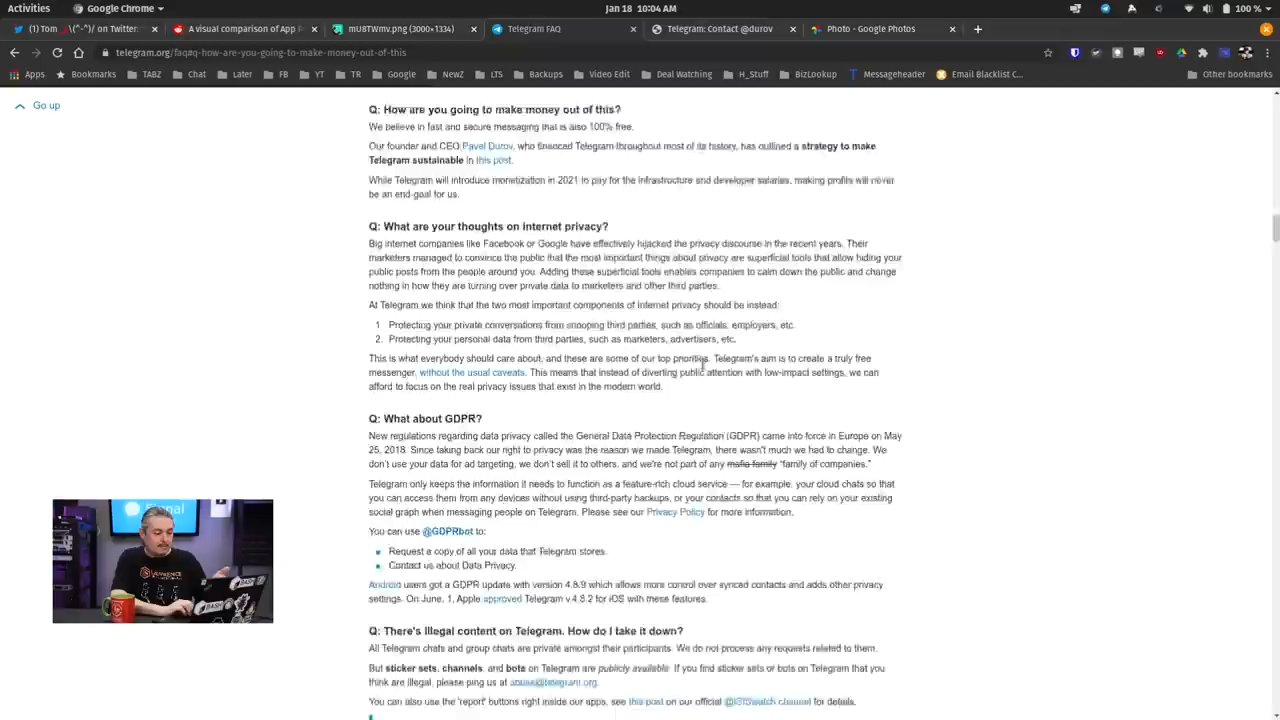 Activities Google Chrome Jan 18 10:04 AM 100 %
(1) Tom \(^-^)/ on Twitter: A visual comparison of App P mU8TWmv.png (3000×1334) Telegram FAQ Telegram: Contact @durov Photo - Google Photos
telegram.org/faq#q-how-are-you-going-to-make-money-out-of-this
Apps Bookmarks TABZ Chat Later FB YT TR Google NewZ LTS Backups Video Edit Deal Watching H_Stuff BizLookup Messageheader Email Blacklist C... Other bookmarks
Go up
Q: How are you going to make money out of this?
We believe in fast and secure messaging that is also 100% free.
Our founder and CEO Pavel Durov, who financed Telegram throughout most of its history, has outlined a strategy to make
Telegram sustainable in this post.
While Telegram will introduce monetization in 2021 to pay for the infrastructure and developer salaries, making profits will never
be an end-goal for us.
Q: What are your thoughts on internet privacy?
Big internet companies like Facebook or Google have effectively hijacked the privacy discourse in the recent years. Their
marketers managed to convince the public that the most important things about privacy are superficial tools that allow hiding your
public posts from the people around you. Adding these superficial tools enables companies to calm down the public and change
nothing in how they are turning over private data to marketers and other third parties.
At Telegram we think that the two most important components of internet privacy should be instead:
1 Protecting your private conversations from snooping third parties, such as officials, employers, etc.
2. Protecting your personal data from third parties, such as marketers, advertisers, etc.
This is what everybody should care about, and these are some of our top priorities. Telegram's aim is to create a truly free
messenger, without the usual caveats. This means that instead of diverting public attention with low-impact settings, we can
afford to focus on the real privacy issues that exist in the modern world.
Q: What about GDPR?
New regulations regarding data privacy called the General Data Protection Regulation (GDPR) came into force in Europe on May
25, 2018. Since taking back our right to privacy was the reason we made Telegram, there wasn't much we had to change. We
don't use your data for ad targeting, we don't sell it to others, and we're not part of any mafia family "family of companies."
Telegram only keeps the information it needs to function as a feature-rich cloud service — for example, your cloud chats so that
you can access them from any devices without using third-party backups, or your contacts so that you can rely on your existing
social graph when messaging people on Telegram. Please see our Privacy Policy for more information.
You can use @GDPRbot to:
Request a copy of all your data that Telegram stores.
Contact us about Data Privacy.
Android users got a GDPR update with version 4.8.9 which allows more control over synced contacts and adds other privacy
settings. On June, 1, Apple approved Telegram v.4.8.2 for iOS with these features.
Q: There's illegal content on Telegram. How do I take it down?
All Telegram chats and group chats are private amongst their participants. We do not process any requests related to them.
But sticker sets, channels, and bots on Telegram are publicly available. If you find sticker sets or bots on Telegram that you
think are illegal, please ping us at abuse@telegram.org.
You can also use the 'report' buttons right inside our apps, see this post on our official @ISISwatch channel for details.